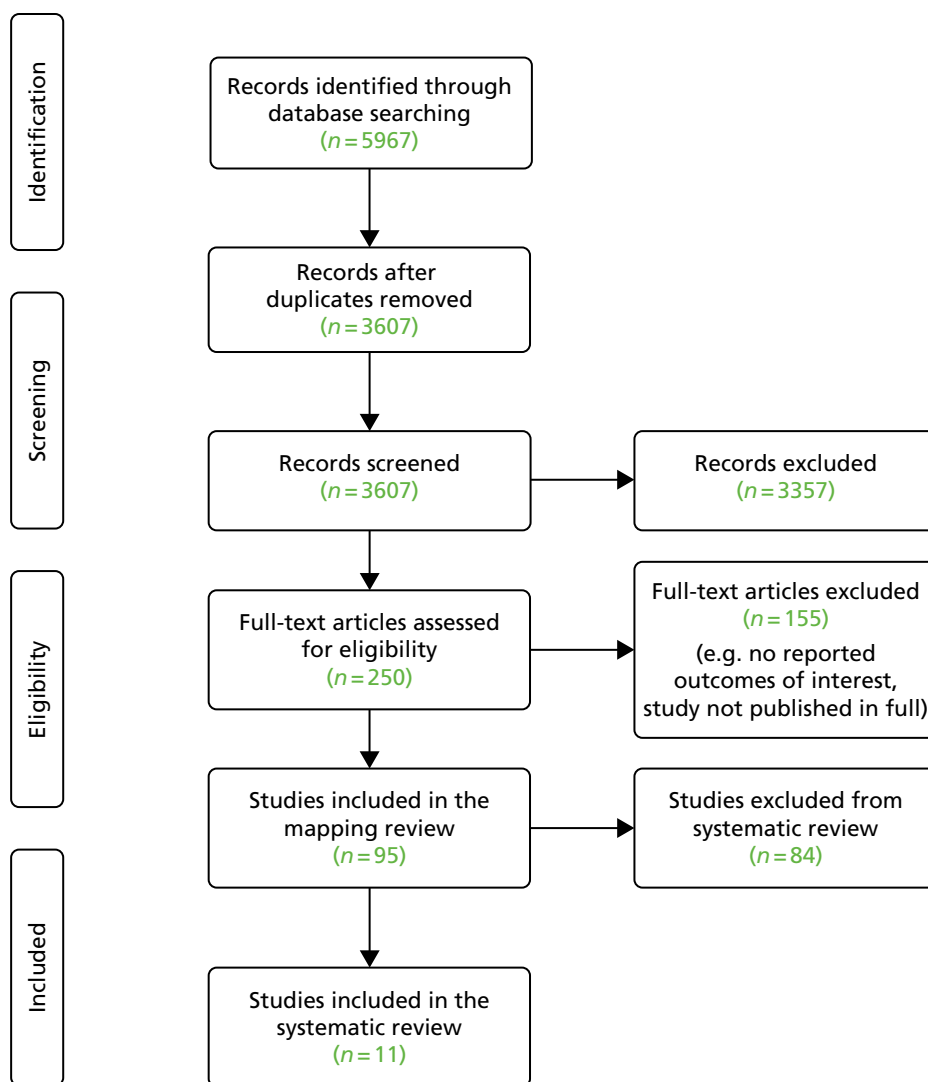 Identification
Records identified through
database searching
(n = 5967)
Records after
duplicates removed
(n = 3607)
Screening
Records screened
(n = 3607)
Records excluded
(n = 3357)
Eligibility
Full-text articles assessed
for eligibility
(n = 250)
Full-text articles excluded
(n = 155)
(e.g. no reported
outcomes of interest,
study not published in full)
Studies included in the
mapping review
(n = 95)
Studies excluded from
systematic review
(n = 84)
Included
Studies included in the
systematic review
(n = 11)